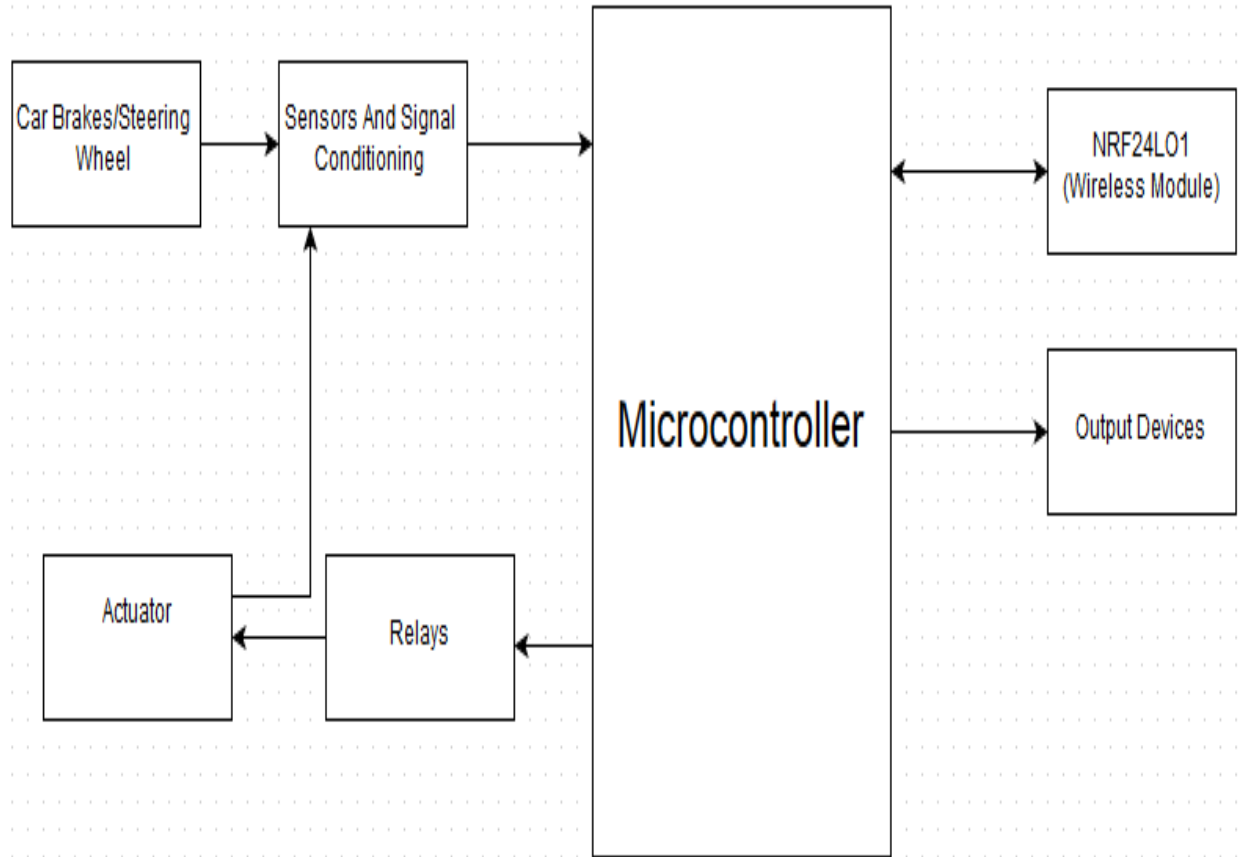 Car Brakes/Steering
Wheel
Sensors And Signal
Conditioning
Microcontroller
NRF24LO1
(Wireless Module)
Output Devices
Actuator
Relays